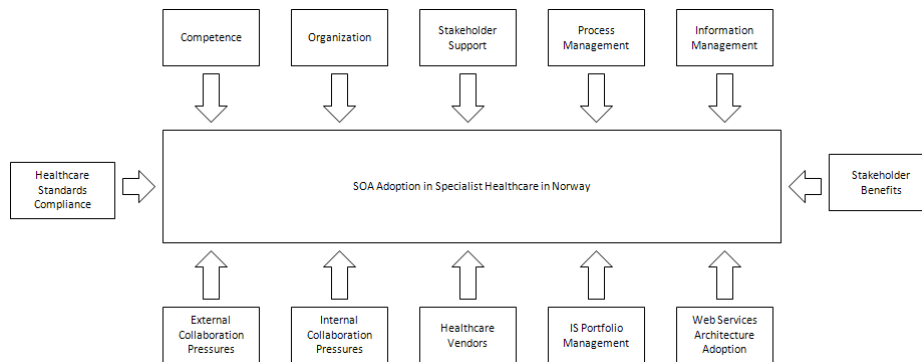 Competence
Organization
Stakeholder
Support
Process
Management
Information
Management
Healthcare
Standards
Compliance
SOA Adoption in Specialist Healthcare in Norway
Stakeholder
Benefits
External
Collaboration
Pressures
Internal
Collaboration
Pressures
Healthcare
Vendors
IS Portfolio
Management
Web Services
Architecture
Adoption